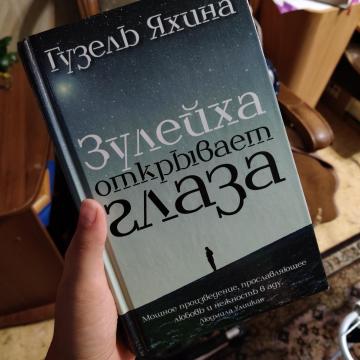 Гузель Яхина
Зулейха
открывает
глаза
Мощное произведение, прославляющее
любовь и нежность в аду.
Людмила Улицкая